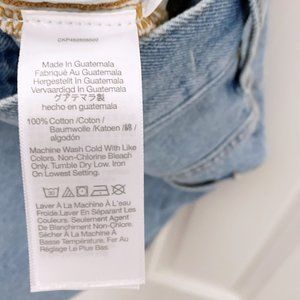 Made In Guatemala
Fabriqué Au Guatemala
Hergestellt In Guatemala
Vervaardigd In Guatemala
グアテマラ製
hecho en guatemala
100% Cotton /Coton /
Baumwolle /Katoen /綿 /
algodón
Machine Wash Cold With Like
Colors. Non-Chlorine Bleach
Only. Tumble Dry Low. Iron
On Lowest Setting.
Laver À La Machine À L'eau
Froide.Laver En Séparant Les
Couleurs. Seulement Agent
De Blanchiment Non Chloré.
Sécher À La Machine À
Basse Température. Fer Au
Réglage Le Plus Bas.